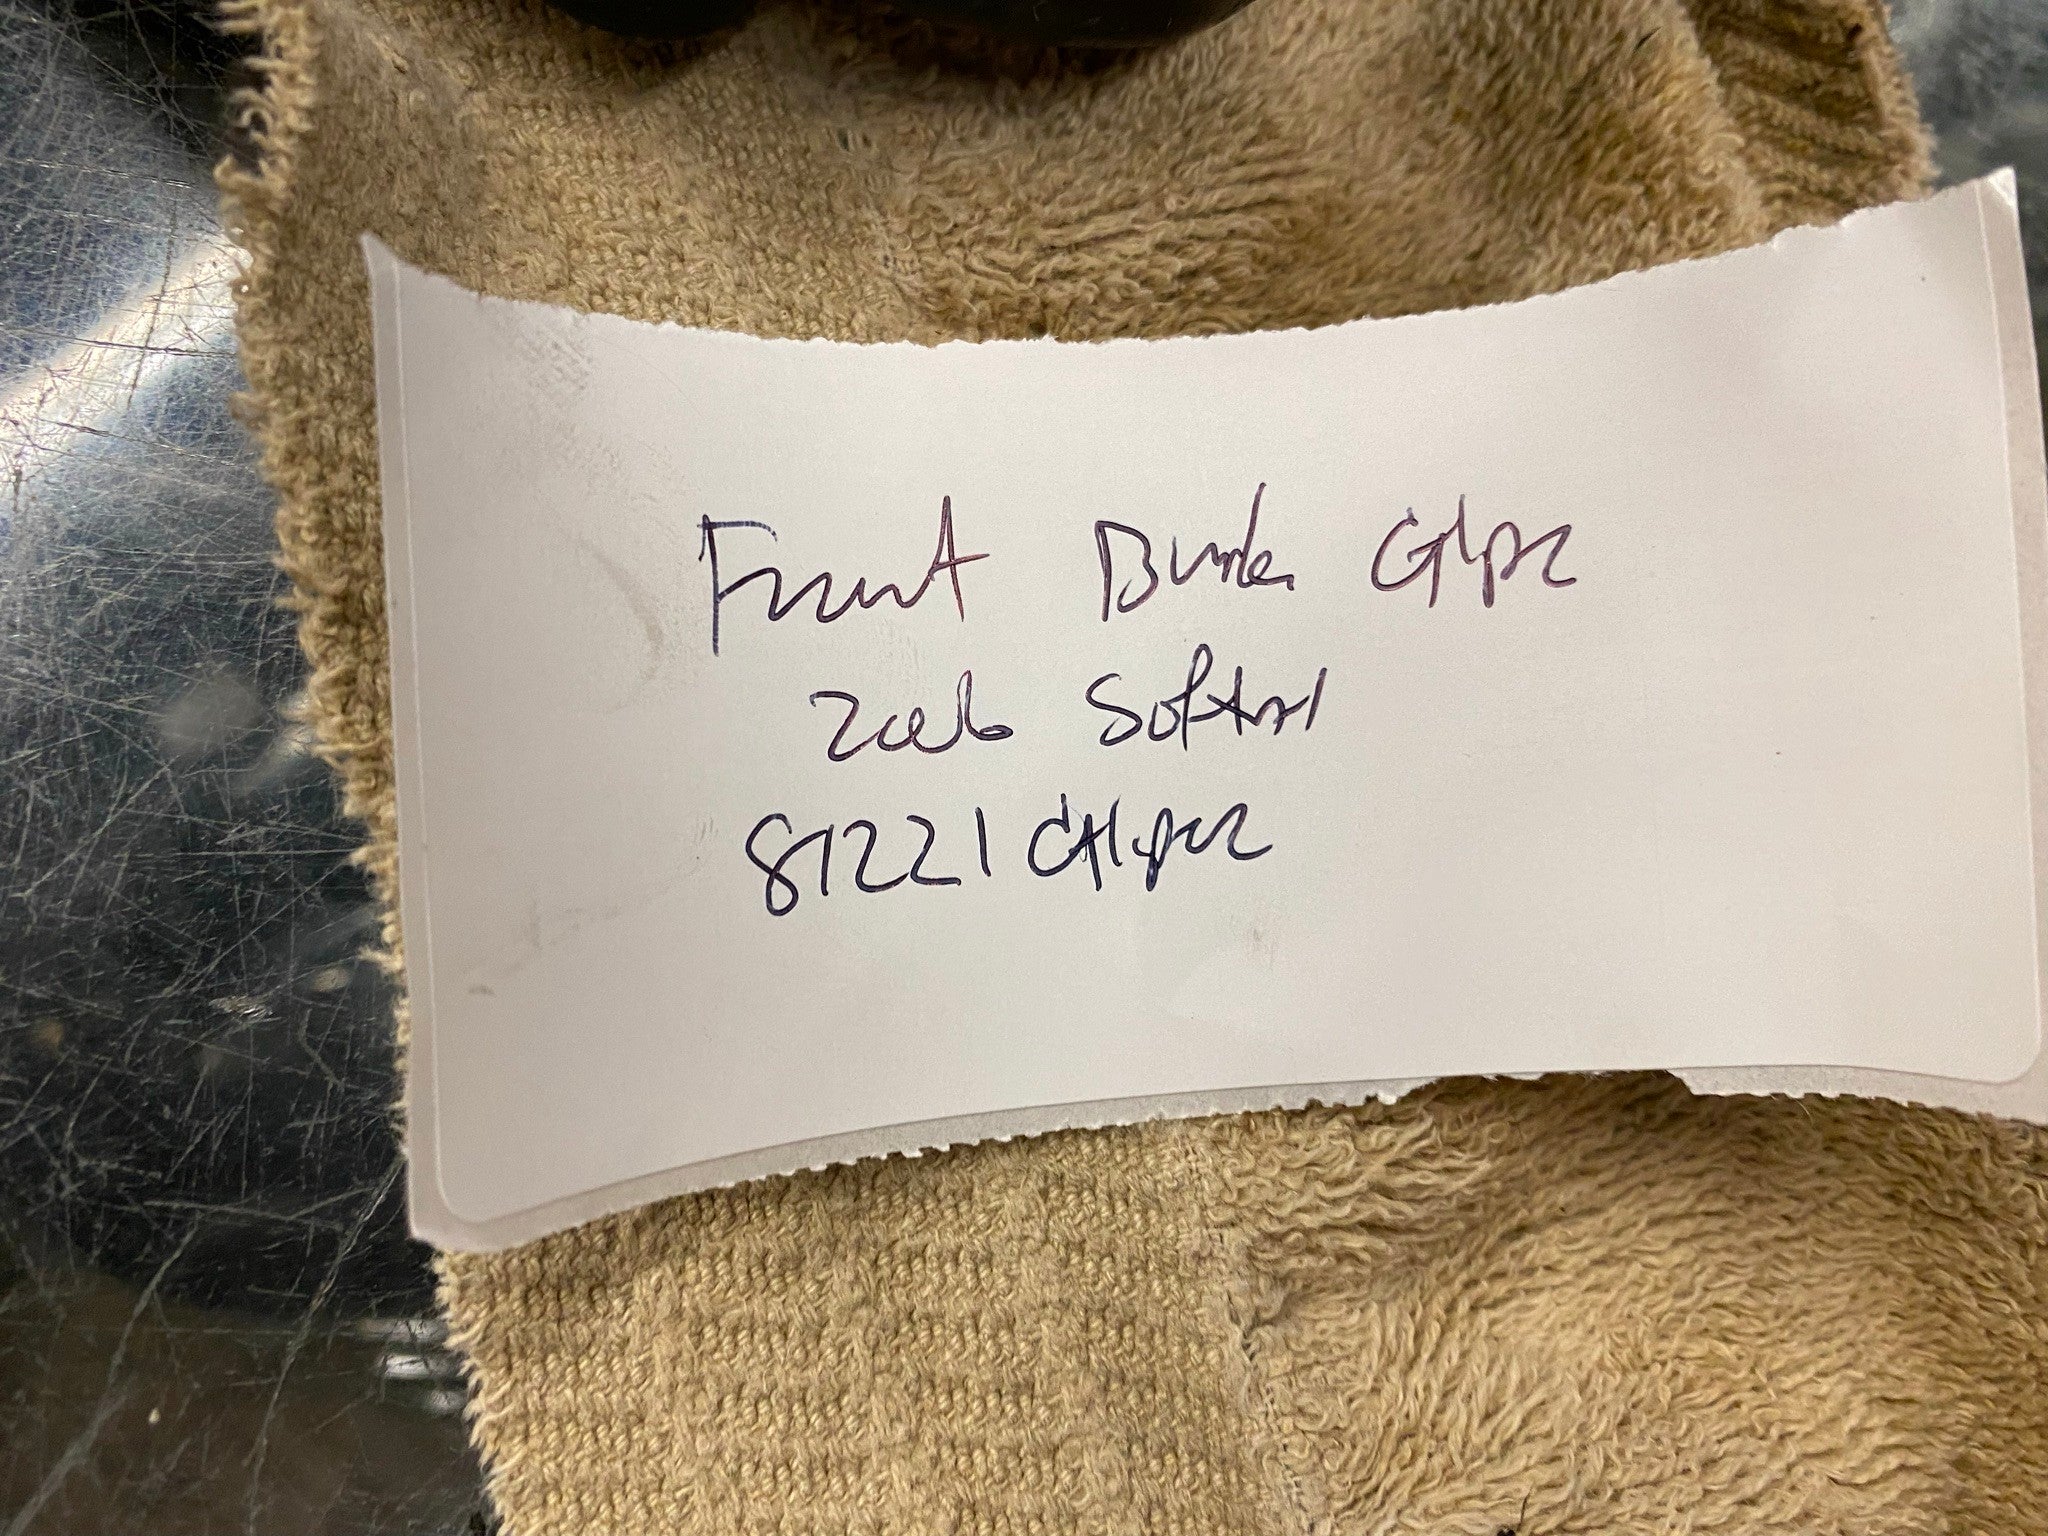 Front Brake Caliper
2006 Softail
81221 Caliper